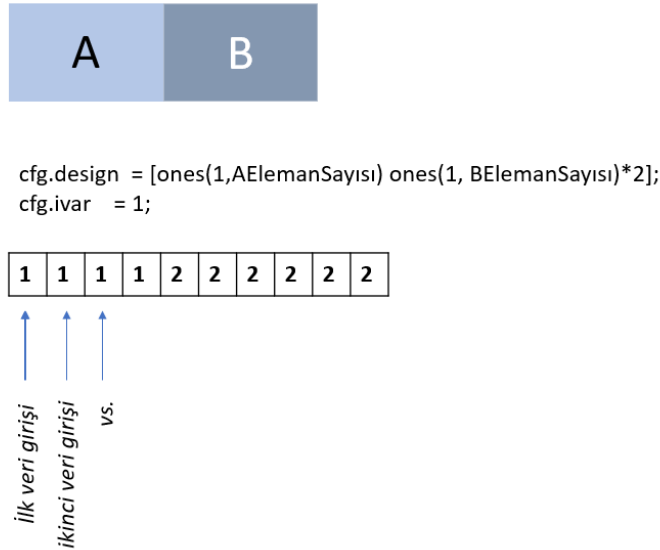 A B
cfg.design = [ones(1,AElemanSayısı) ones(1, BElemanSayısı)*2];
cfg.ivar = 1;
1 1 1 1 2 2 2 2 2 2
İlk veri girişi
ikinci veri girişi
vs.